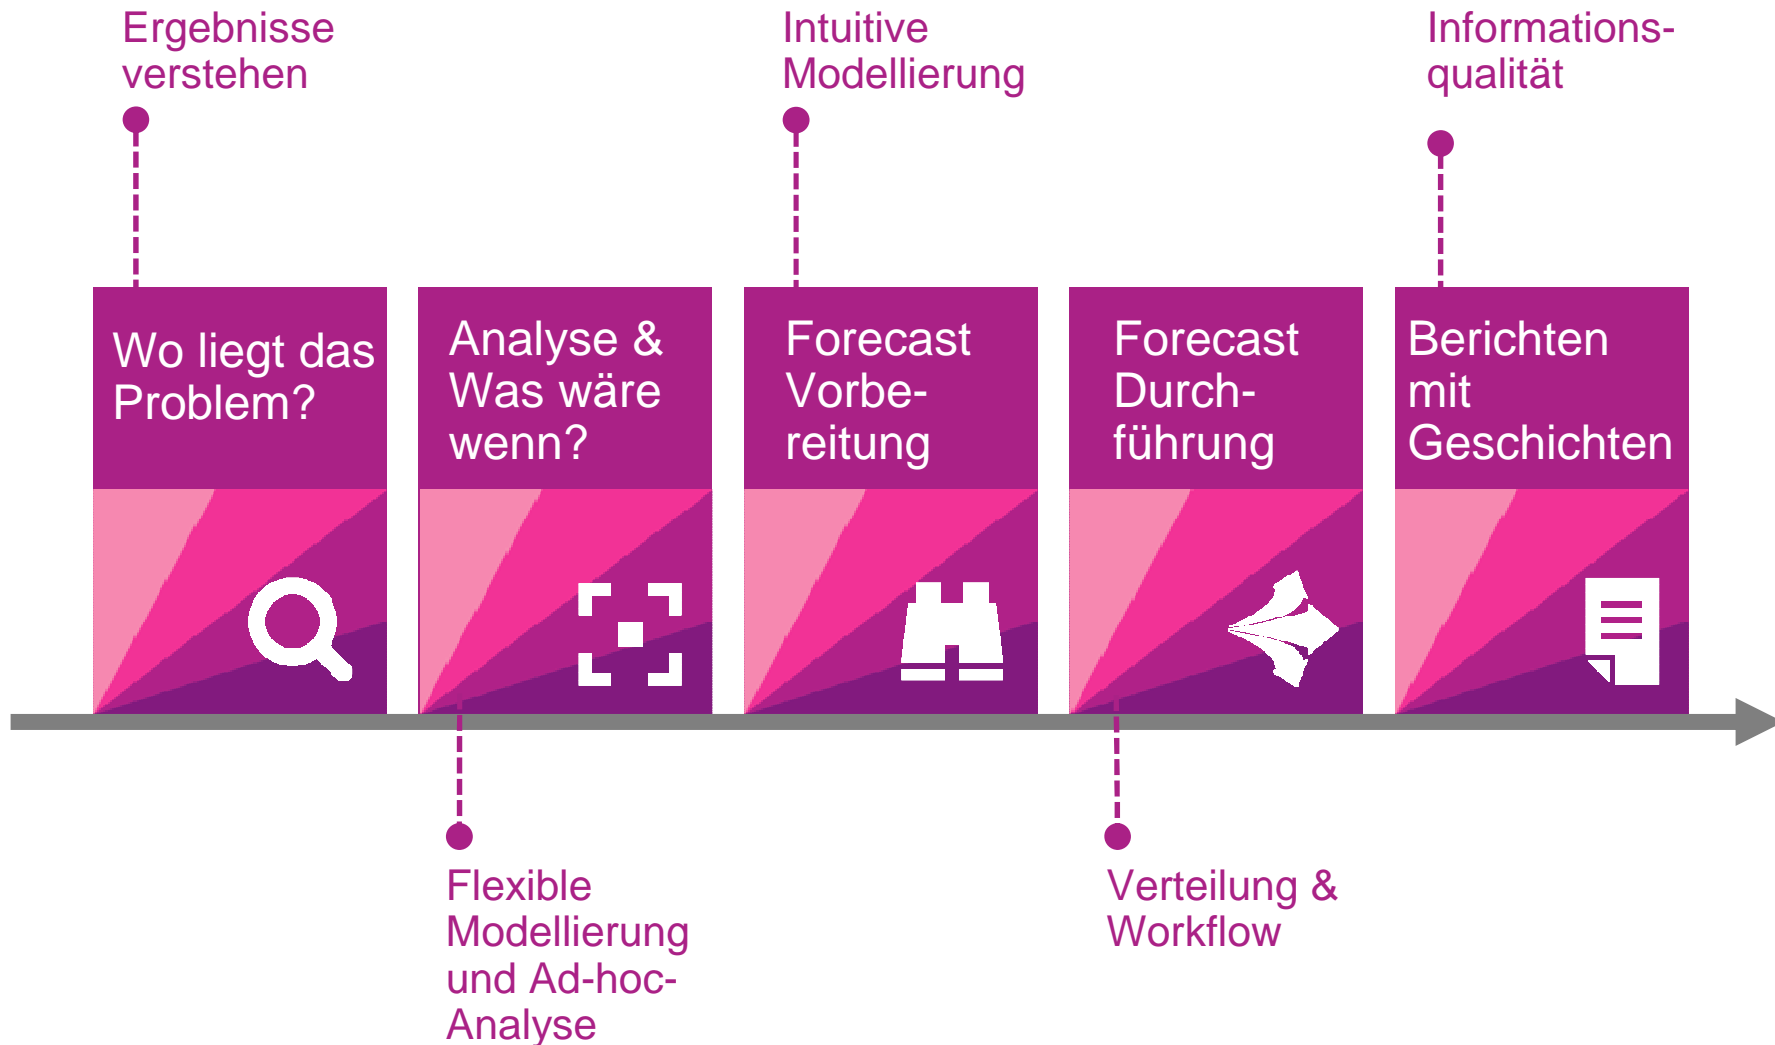 Ergebnisse
verstehen
Intuitive
Modellierung
Informations-
qualität
Wo liegt das
Problem?
Analyse &
Was wäre
wenn?
Forecast
Vorbe-
reitung
Forecast
Durch-
führung
Berichten
mit
Geschichten
Flexible
Modellierung
und Ad-hoc-
Analyse
Verteilung &
Workflow